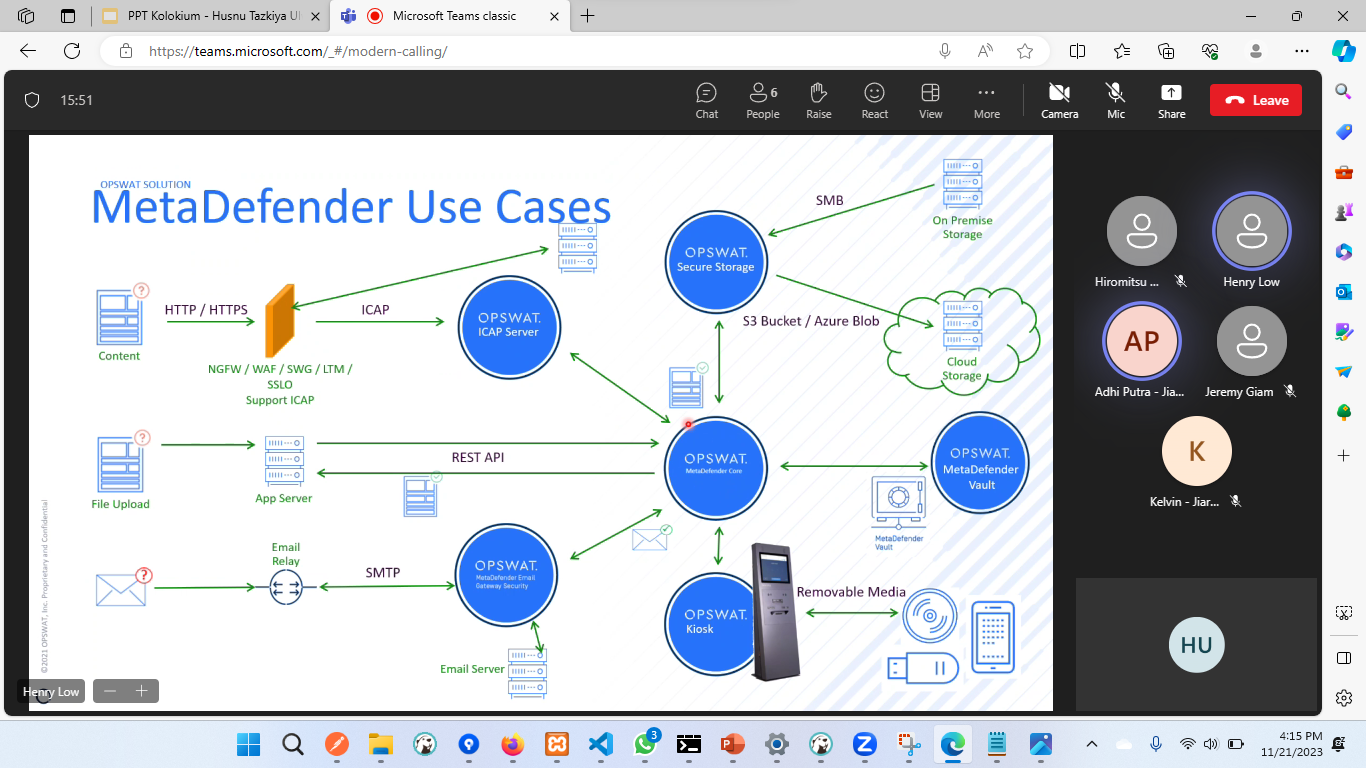 PPT Kolokium - Husnu Tazkiya Ul
Microsoft Teams classic
https://teams.microsoft.com/_#/modern-calling/
15:51
Chat
People
6
Raise
React
View
More
Camera
Mic
Share
Leave
OPSWAT SOLUTION
MetaDefender Use Cases
Content
HTTP / HTTPS
NGFW / WAF / SWG / LTM /
SSLO
Support ICAP
ICAP
OPSWAT.
ICAP Server
OPSWAT.
Secure Storage
SMB
On Premise
Storage
S3 Bucket / Azure Blob
Cloud
Storage
File Upload
App Server
REST API
OPSWAT.
MetaDefender Core
OPSWAT.
MetaDefender
Vault
MetaDefender
Vault
Email
Relay
SMTP
OPSWAT.
MetaDefender Email
Gateway Security
Email Server
OPSWAT.
Kiosk
Removable Media
©2021 OPSWAT, Inc. Proprietary and Confidential
Henry Low
Hiromitsu ...
Henry Low
AP
Adhi Putra - Jia...
Jeremy Giam
K
Kelvin - Jiar...
HU
3
4:15 PM
11/21/2023